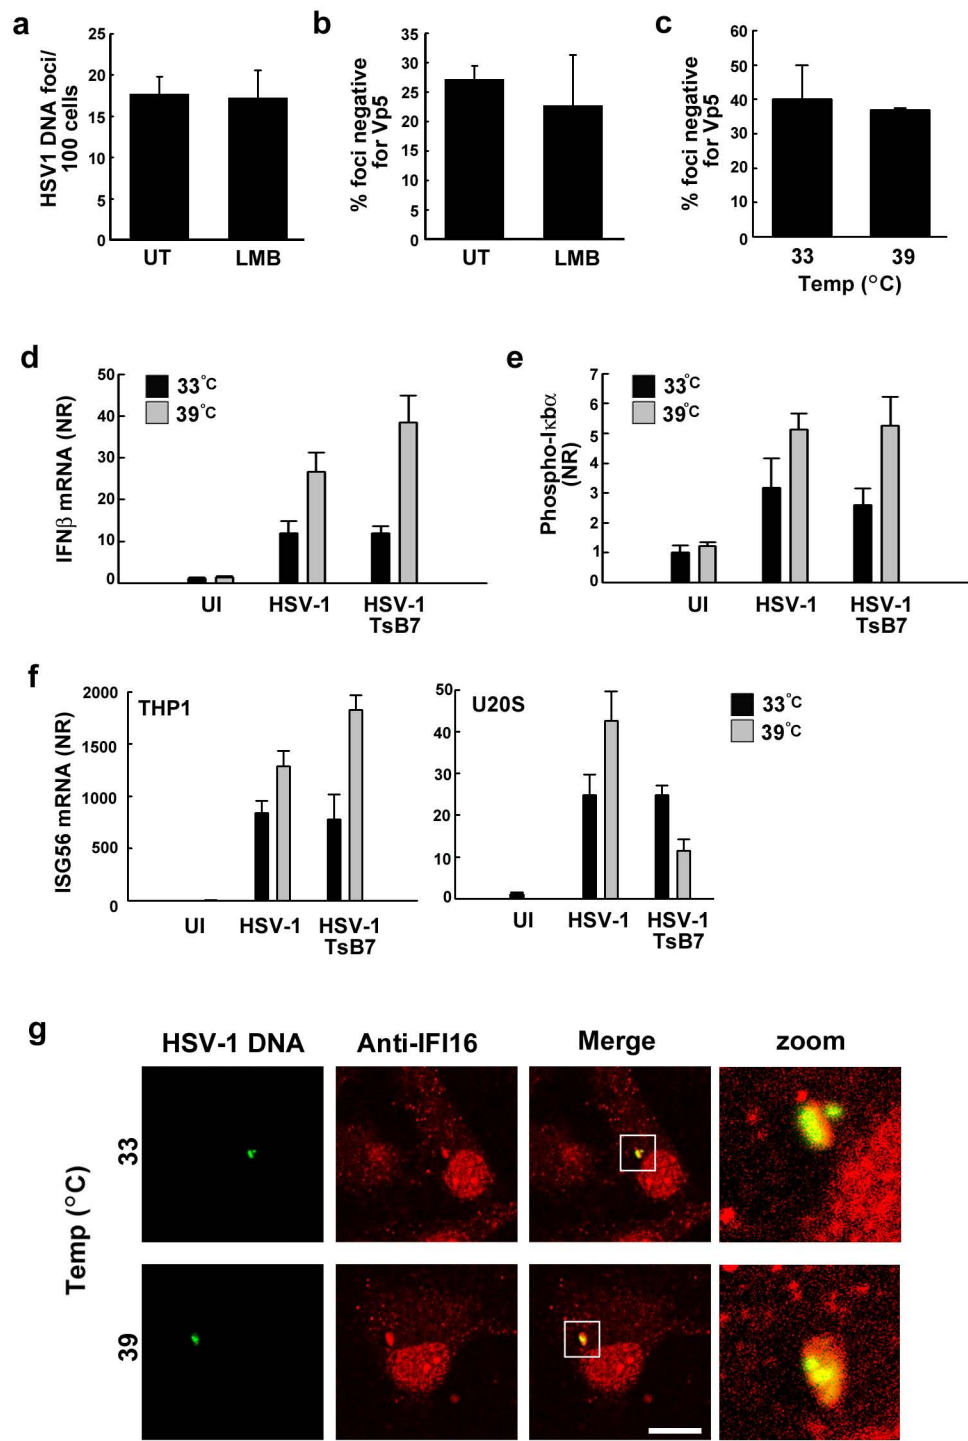 a
HSV1 DNA foci/
100 cells
25
20
15
10
5
0
UT
LMB
b
% foci negative
for Vp5
35
30
25
20
15
10
5
0
UT
LMB
c
% foci negative
for Vp5
60
50
40
30
20
10
0
33
39
Temp (°C)
d
IFNβ mRNA (NR)
50
40
30
20
10
0
33°C
39°C
UI
HSV-1
HSV-1
TsB7
e
Phospho-Iκbα
(NR)
7
6
5
4
3
2
1
0
33°C
39°C
UI
HSV-1
HSV-1
TsB7
f
ISG56 mRNA (NR)
2000
1500
1000
500
0
THP1
UI
HSV-1
HSV-1
TsB7
50
40
30
20
10
0
U20S
UI
HSV-1
HSV-1
TsB7
33°C
39°C
g
HSV-1 DNA
Anti-IFI16
Merge
zoom
Temp (°C)
33
39